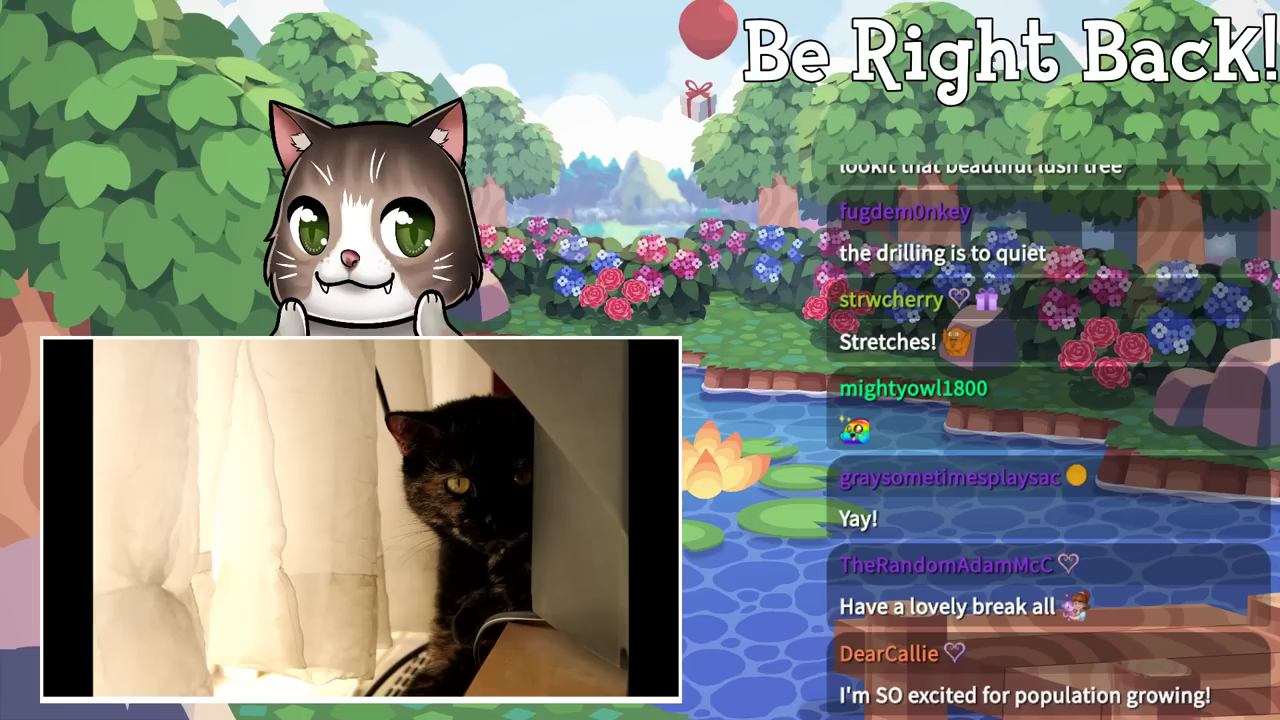 Be Right Back!
lookit that beautiful lush tree
fugdem0nkey
the drilling is to quiet
strwcherry
Stretches!
mightyowl1800
graysometimesplaysac
Yay!
TheRandomAdamMcC
Have a lovely break all
DearCallie
I'm SO excited for population growing!